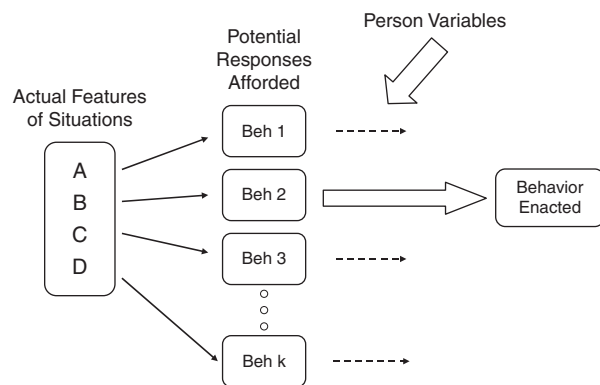 Person Variables
Potential
Responses
Afforded
Actual Features
of Situations
A
B
C
D
Beh 1
Beh 2
Beh 3
Beh k
Behavior
Enacted